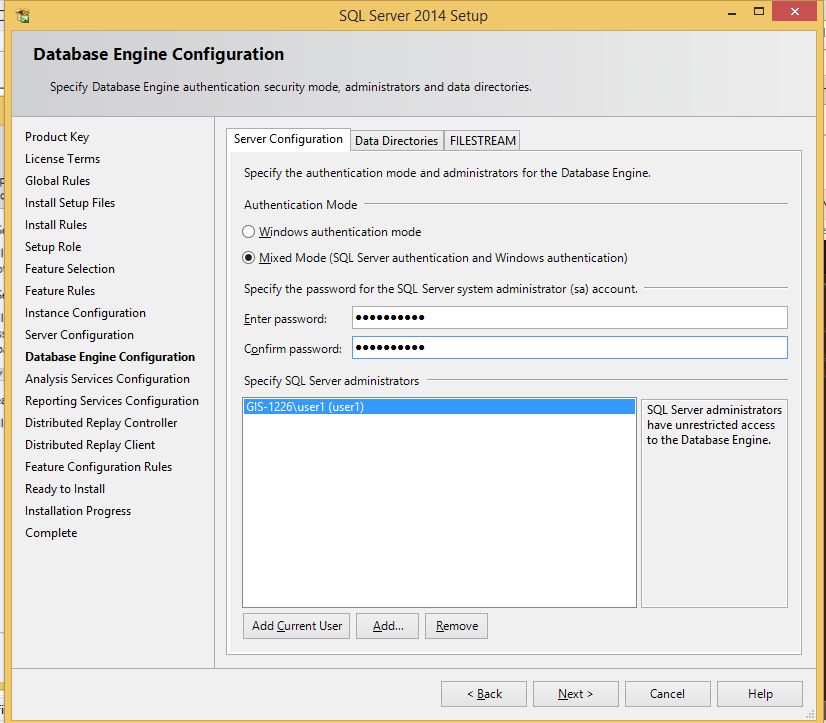 SQL Server 2014 Setup
Database Engine Configuration
Specify Database Engine authentication security mode, administrators and data directories.
Product Key
License Terms
Global Rules
Install Setup Files
Install Rules
Setup Role
Feature Selection
Feature Rules
Instance Configuration
Server Configuration
Database Engine Configuration
Analysis Services Configuration
Reporting Services Configuration
Distributed Replay Controller
Distributed Replay Client
Feature Configuration Rules
Ready to Install
Installation Progress
Complete
Server Configuration Data Directories FILESTREAM
Specify the authentication mode and administrators for the Database Engine.
Authentication Mode
Windows authentication mode
Mixed Mode (SQL Server authentication and Windows authentication)
Specify the password for the SQL Server system administrator (sa) account.
Enter password: ●●●●●●●●●●
Confirm password: ●●●●●●●●●●
Specify SQL Server administrators
GIS-1226\user1 (user1)
SQL Server administrators
have unrestricted access
to the Database Engine.
Add Current User Add... Remove
< Back Next > Cancel Help